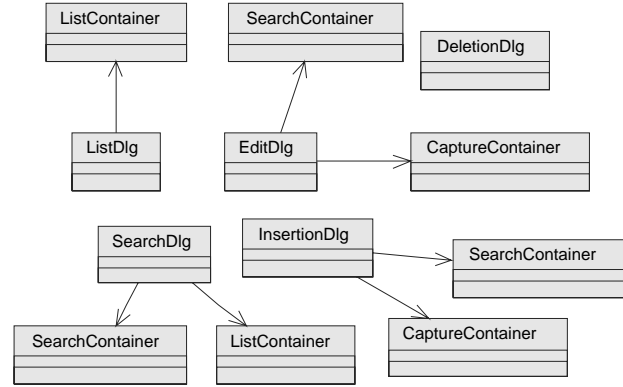 ListContainer
SearchContainer
DeletionDlg
ListDlg
EditDlg
CaptureContainer
SearchDlg
InsertionDlg
SearchContainer
SearchContainer
ListContainer
CaptureContainer